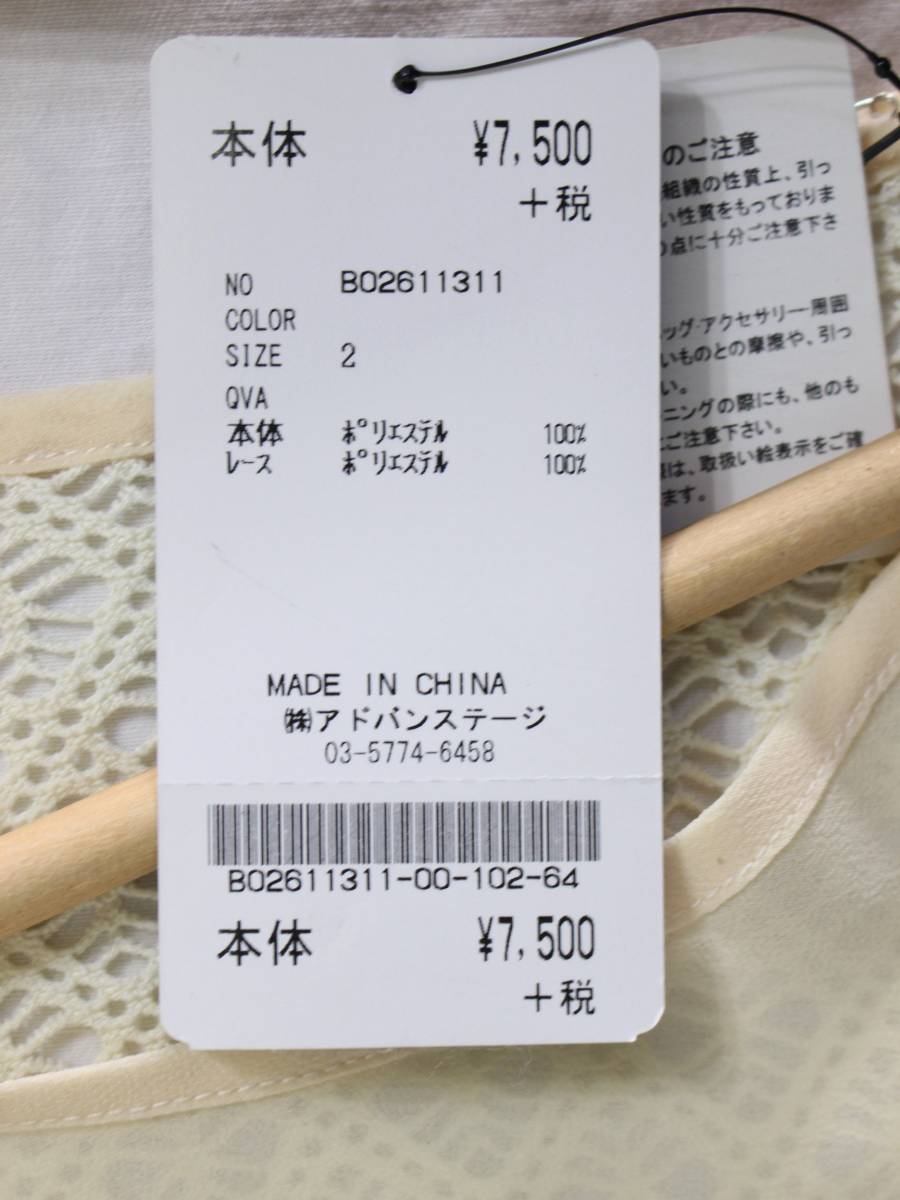 本体 ¥7,500
+税
NO B02611311
COLOR
SIZE 2
QVA
本体 ポリエステル 100%
レース ポリエステル 100%
MADE IN CHINA
㈱アドバンステージ
03-5774-6458
B02611311-00-102-64
本体 ¥7,500
+税
のご注意
組織の性質上、引っ
い性質をもっておりま
点に十分ご注意下さ
ッグ・アクセサリー・周囲
いものとの摩擦や、引っ
い。
ニングの際にも、他のも
ご注意下さい。
は、取扱い絵表示をご確
ます。